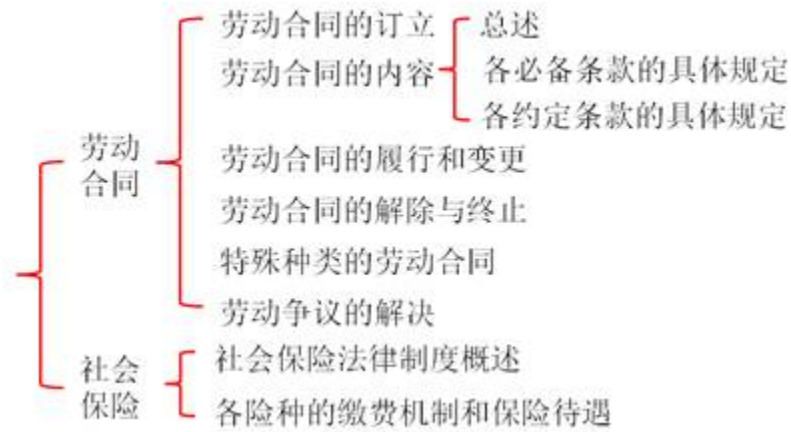 劳动合同的订立
总述
劳动合同的内容
各必备条款的具体规定
各约定条款的具体规定
劳动
合同
劳动合同的履行和变更
劳动合同的解除与终止
特殊种类的劳动合同
劳动争议的解决
社会
保险
社会保险法律制度概述
各险种的缴费机制和保险待遇